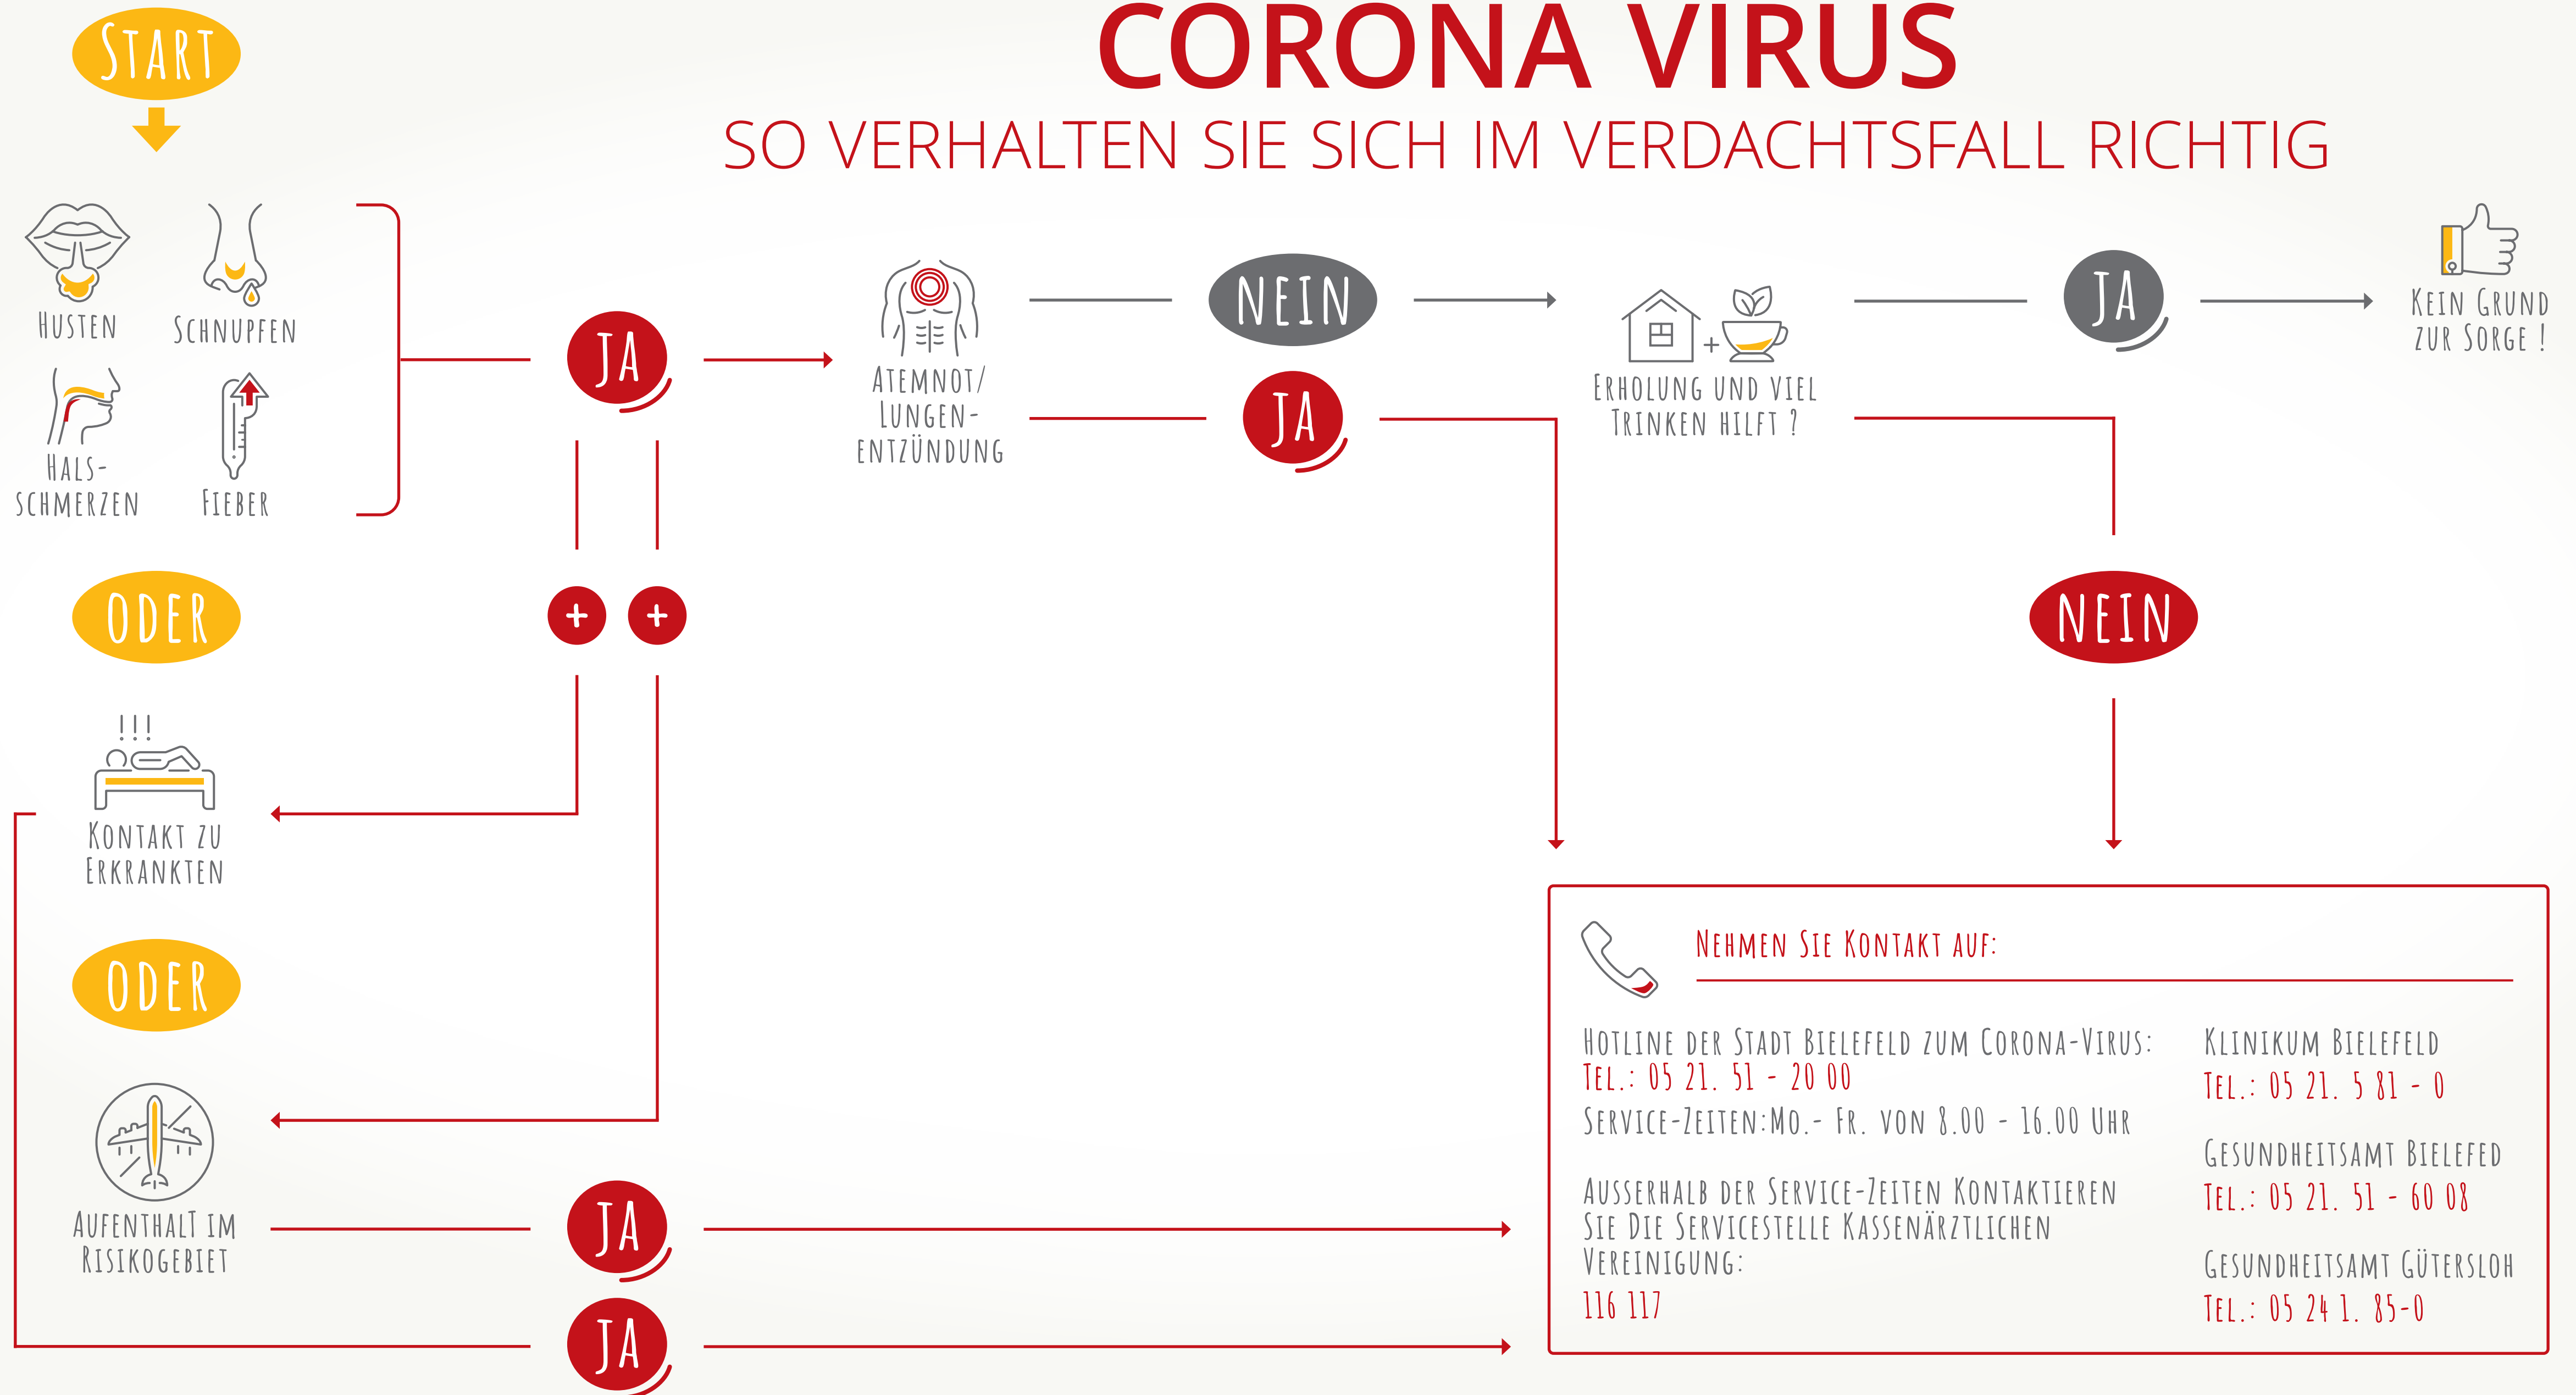 START
CORONA VIRUS
SO VERHALTEN SIE SICH IM VERDACHTSFALL RICHTIG
HUSTEN
SCHNUPFEN
HALS-
SCHMERZEN
FIEBER
JA
ATEMNOT/
LUNGEN-
ENTZÜNDUNG
NEIN
JA
ERHOLUNG UND VIEL
TRINKEN HILFT ?
JA
KEIN GRUND
ZUR SORGE !
NEIN
ODER
+ +
!!!
KONTAKT ZU
ERKRANKTEN
ODER
AUFENTHALT IM
RISIKOGEBIET
JA
JA
NEHMEN SIE KONTAKT AUF:
HOTLINE DER STADT BIELEFELD ZUM CORONA-VIRUS:
TEL.: 05 21. 51 - 20 00
SERVICE-ZEITEN:MO.- FR. VON 8.00 - 16.00 UHR
AUSSERHALB DER SERVICE-ZEITEN KONTAKTIEREN
SIE DIE SERVICESTELLE KASSENÄRZTLICHEN
VEREINIGUNG:
116 117
KLINIKUM BIELEFELD
TEL.: 05 21. 5 81 - 0
GESUNDHEITSAMT BIELEFED
TEL.: 05 21. 51 - 60 08
GESUNDHEITSAMT GÜTERSLOH
TEL.: 05 24 1. 85-0